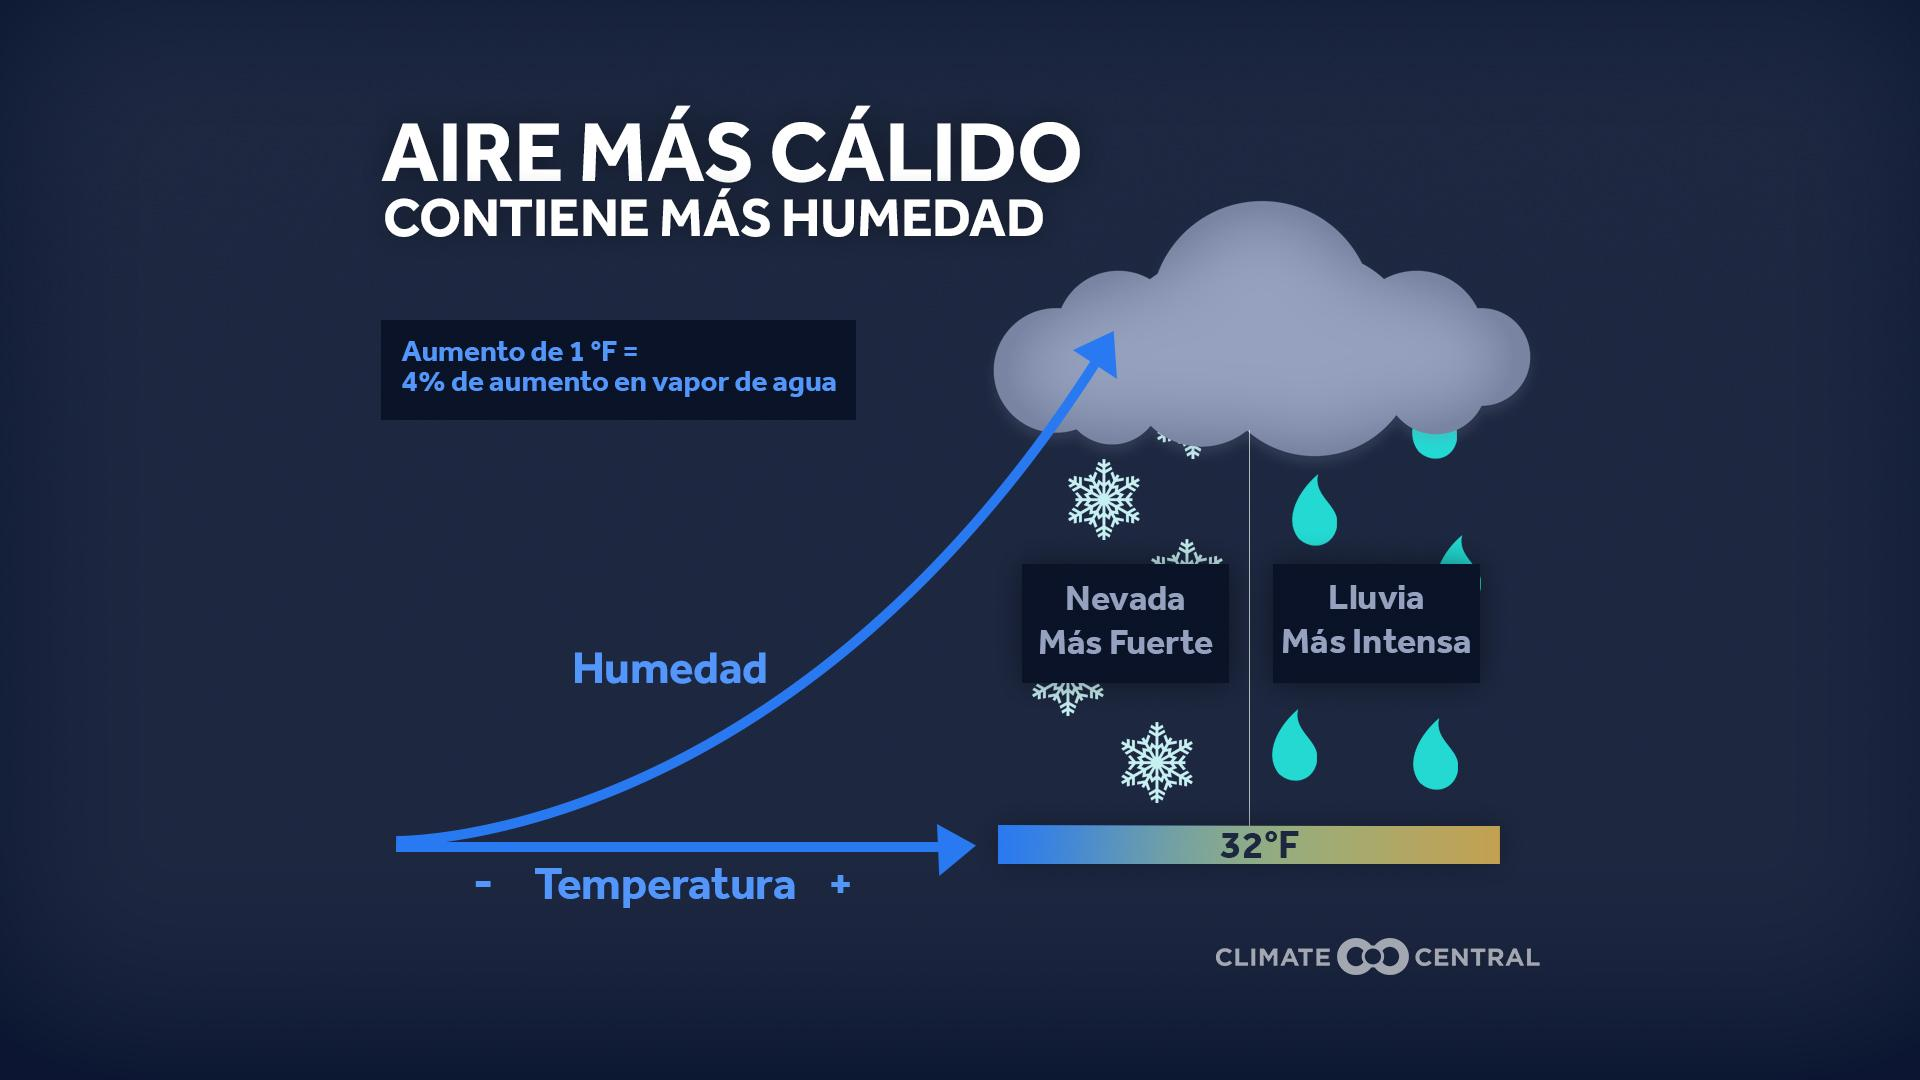 AIRE MÁS CÁLIDO
CONTIENE MÁS HUMEDAD
Aumento de 1 °F =
4% de aumento en vapor de agua
Humedad
- Temperatura +
Nevada
Más Fuerte
Lluvia
Más Intensa
32°F
CLIMATE CENTRAL